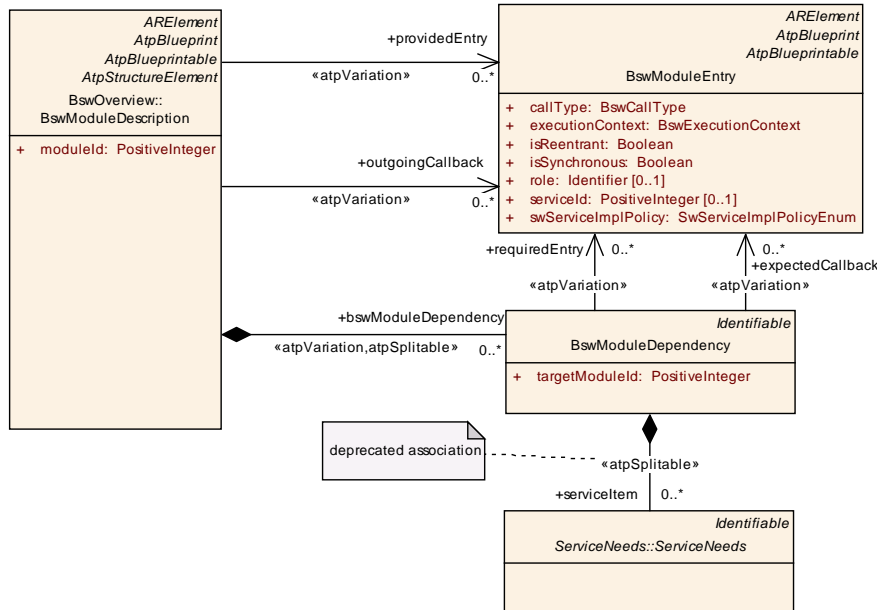 ARElement
AtpBlueprint
AtpBlueprintable
AtpStructureElement
BswOverview::
BswModuleDescription
+ moduleId: PositiveInteger
+providedEntry
«atpVariation»
0..*
+outgoingCallback
«atpVariation»
0..*
ARElement
AtpBlueprint
AtpBlueprintable
BswModuleEntry
+ callType: BswCallType
+ executionContext: BswExecutionContext
+ isReentrant: Boolean
+ isSynchronous: Boolean
+ role: Identifier [0..1]
+ serviceId: PositiveInteger [0..1]
+ swServiceImplPolicy: SwServiceImplPolicyEnum
+requiredEntry
0..*
«atpVariation»
0..*
+expectedCallback
«atpVariation»
+bswModuleDependency
«atpVariation,atpSplitable»
0..*
Identifiable
BswModuleDependency
+ targetModuleId: PositiveInteger
deprecated association
«atpSplitable»
+serviceItem
0..*
Identifiable
ServiceNeeds::ServiceNeeds